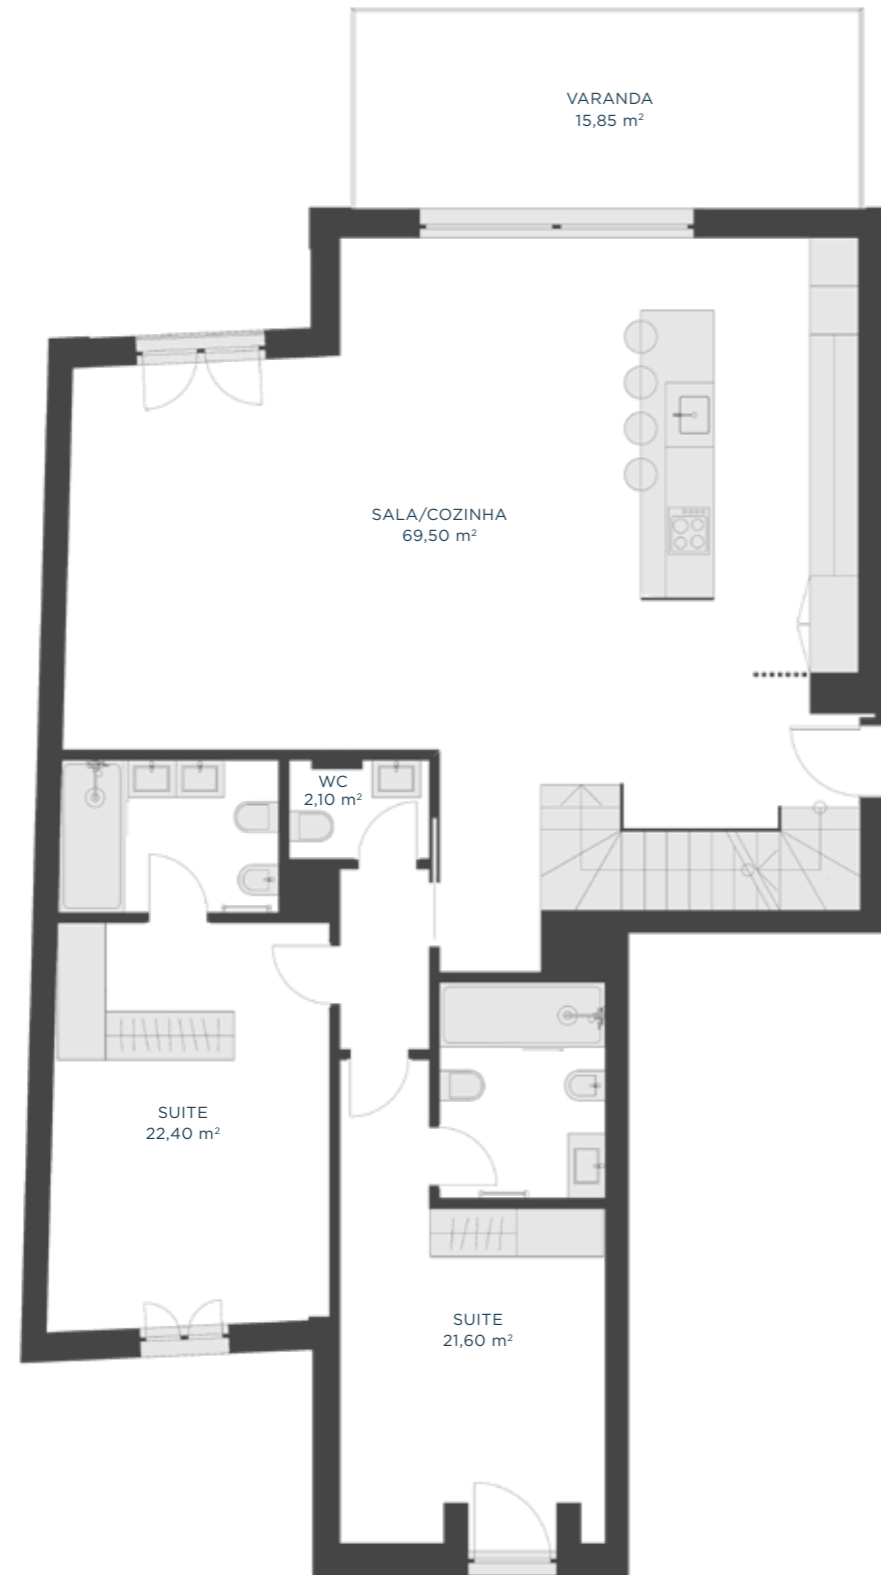 VARANDA
15,85 m²
SALA/COZINHA
69,50 m²
WC
2,10 m²
SUITE
22,40 m²
SUITE
21,60 m²